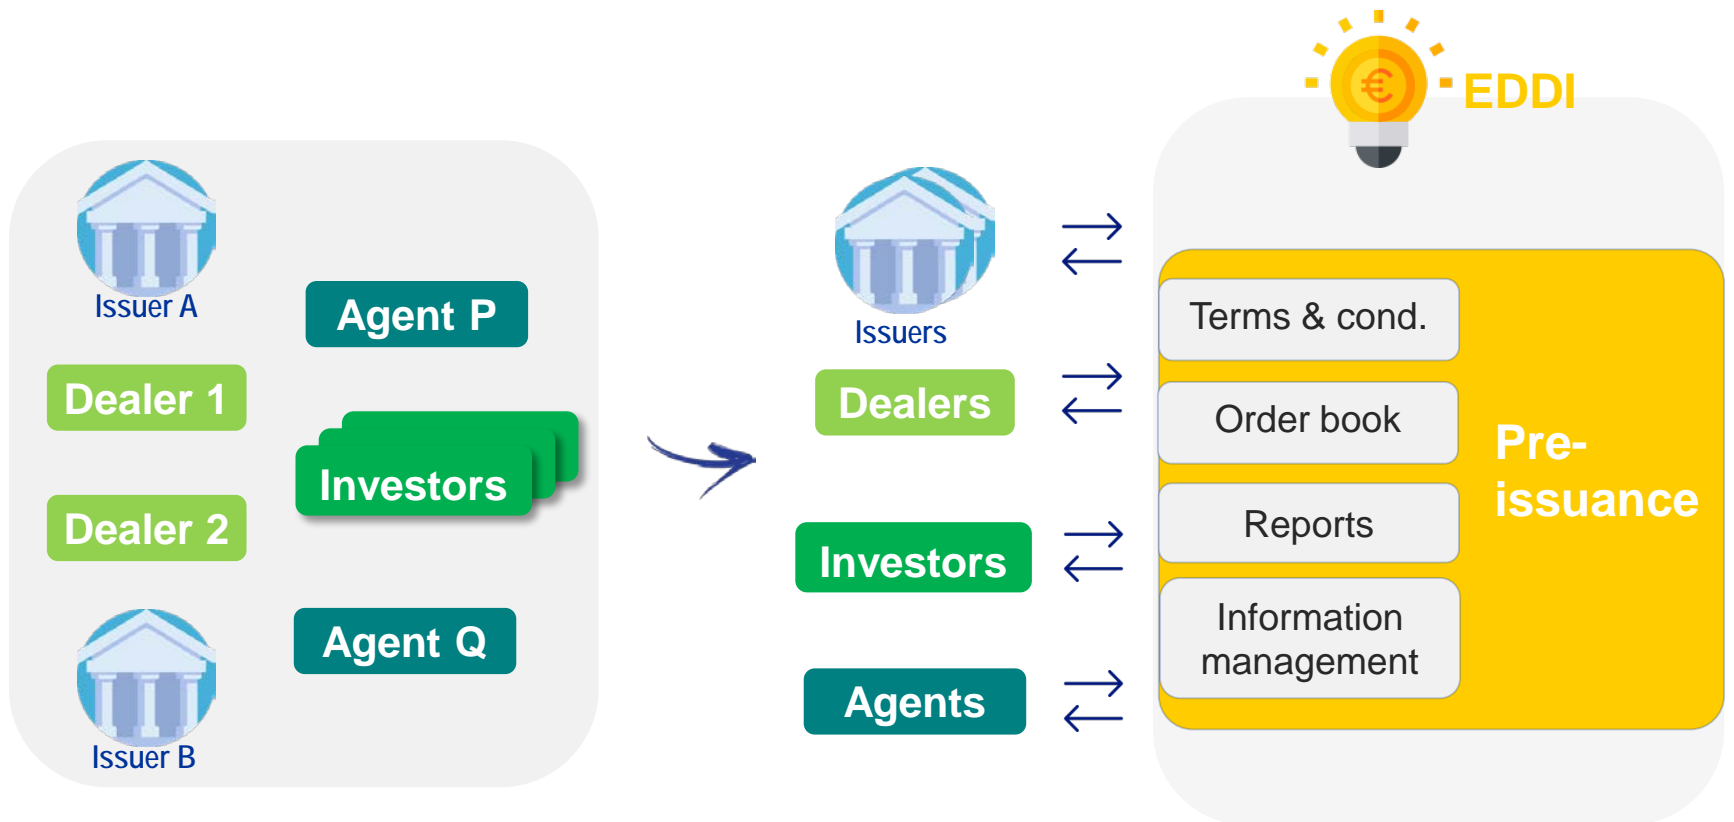 Issuer A
Agent P
Dealer 1
Investors
Dealer 2
Agent Q
Issuer B
Issuers
Dealers
Investors
Agents
€
EDDI
Terms & cond.
Order book
Reports
Information
management
Pre-
issuance